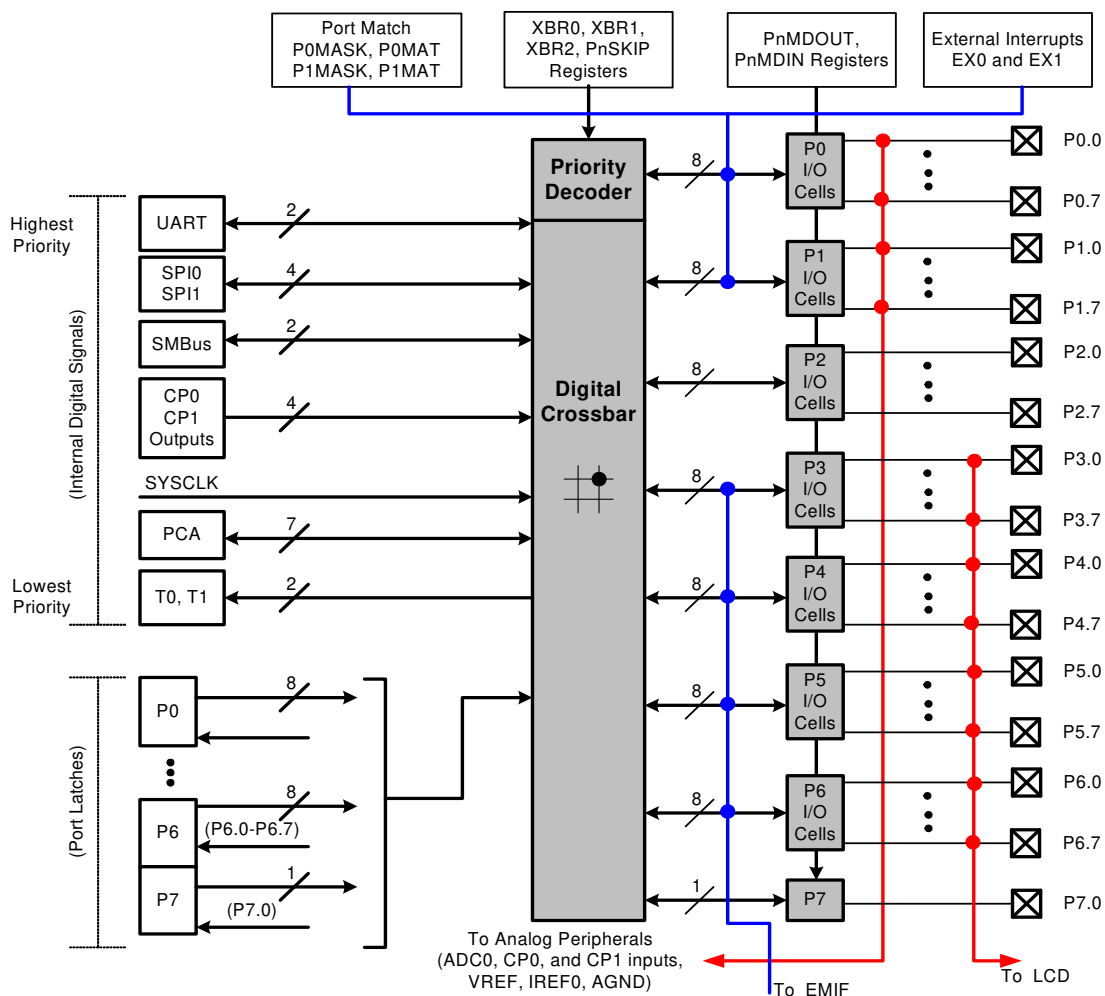 Port Match
P0MASK, P0MAT
P1MASK, P1MAT
XBR0, XBR1,
XBR2, PnSKIP
Registers
PnMDOUT,
PnMDIN Registers
External Interrupts
EX0 and EX1
Highest
Priority
Lowest
Priority
(Internal Digital Signals)
UART
2
SPI0
SPI1
4
SMBus
2
CP0
CP1
Outputs
4
SYSCLK
PCA
7
T0, T1
2
(Port Latches)
P0
8
P6
8
(P6.0-P6.7)
P7
1
(P7.0)
Priority
Decoder
Digital
Crossbar
8
P0
I/O
Cells
P0.0
P0.7
8
P1
I/O
Cells
P1.0
P1.7
8
P2
I/O
Cells
P2.0
P2.7
8
P3
I/O
Cells
P3.0
P3.7
8
P4
I/O
Cells
P4.0
P4.7
8
P5
I/O
Cells
P5.0
P5.7
8
P6
I/O
Cells
P6.0
P6.7
1
P7
P7.0
To Analog Peripherals
(ADC0, CP0, and CP1 inputs,
VREF, IREF0, AGND)
To EMIF
To LCD